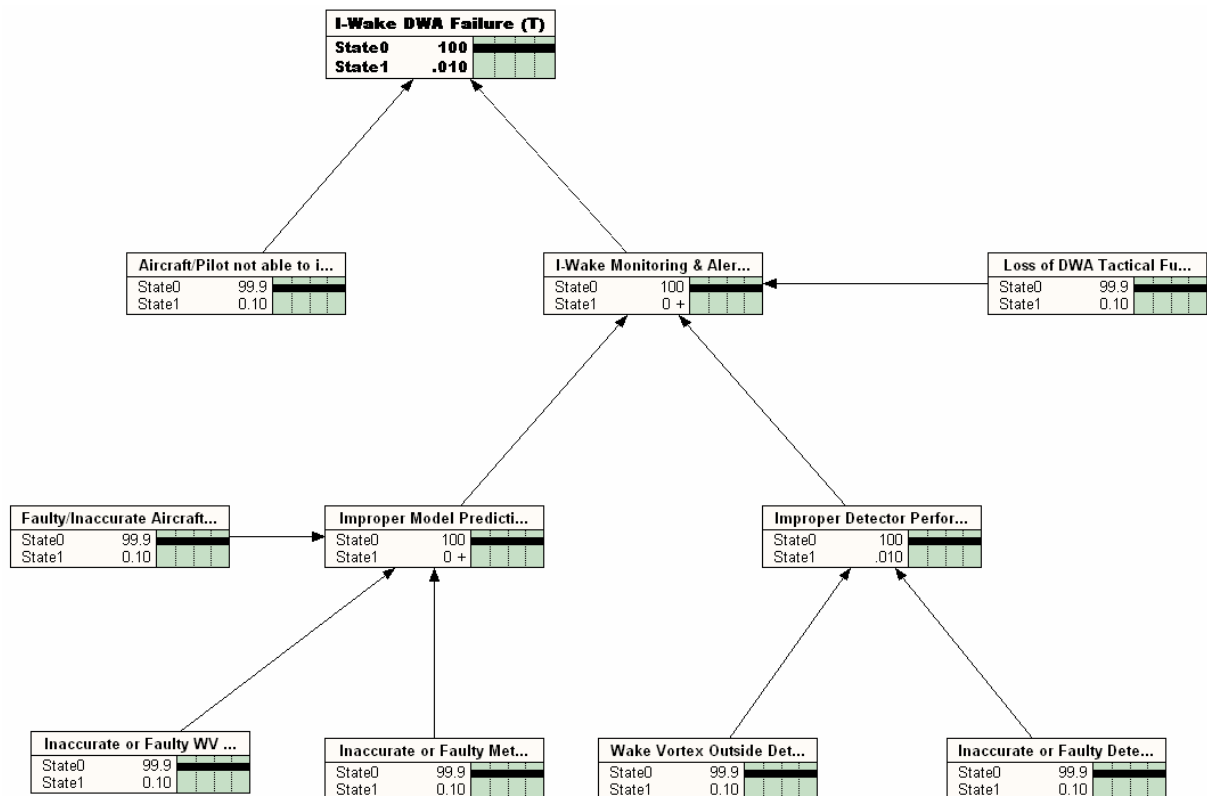 I-Wake DWA Failure (T)
State0 100
State1 .010
Aircraft/Pilot not able to i...
State0 99.9
State1 0.10
I-Wake Monitoring & Aler...
State0 100
State1 0 +
Loss of DWA Tactical Fu...
State0 99.9
State1 0.10
Faulty/Inaccurate Aircraft...
State0 99.9
State1 0.10
Improper Model Predicti...
State0 100
State1 0 +
Improper Detector Perfor...
State0 100
State1 .010
Inaccurate or Faulty WV ...
State0 99.9
State1 0.10
Inaccurate or Faulty Met...
State0 99.9
State1 0.10
Wake Vortex Outside Det...
State0 99.9
State1 0.10
Inaccurate or Faulty Dete...
State0 99.9
State1 0.10